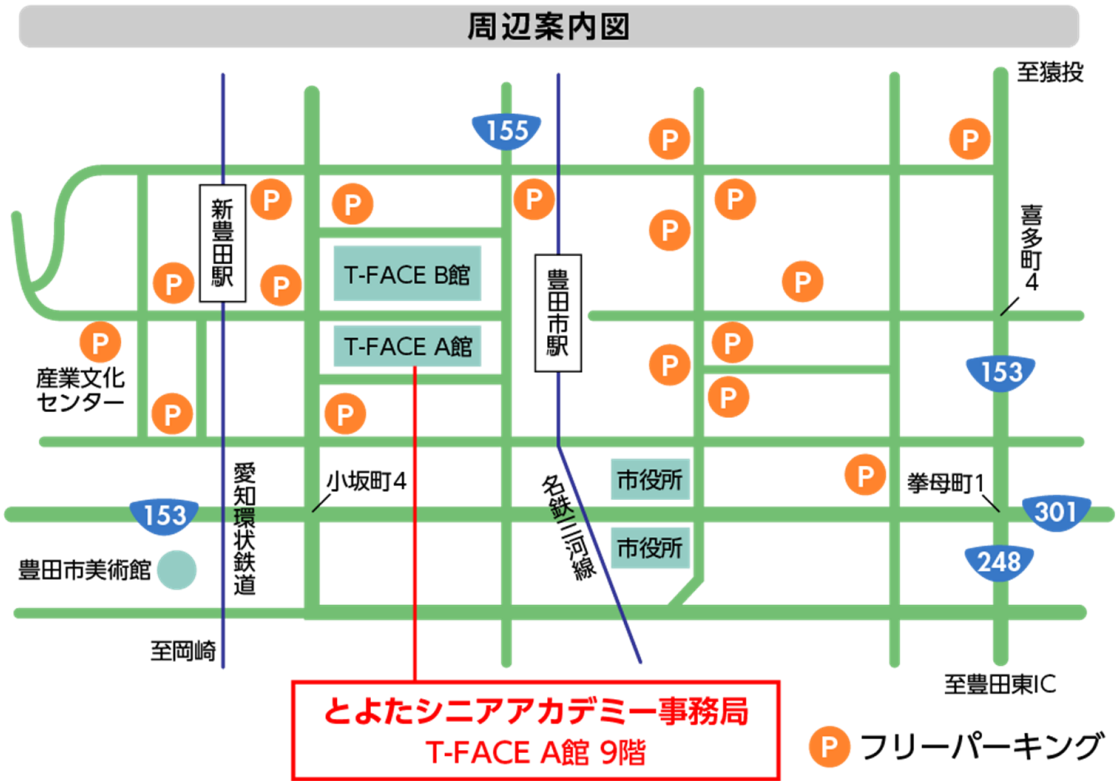 周辺案内図
至猿投
155
P
P
P
P
P
P
P
新豊田駅
P
喜多町4
T-FACE B館
豊田市駅
P
P
P
T-FACE A館
P
P
P
153
産業文化
センター
P
P
P
愛知環状鉄道
小坂町4
名鉄三河線
市役所
P
拳母町1
153
301
豊田市美術館
市役所
248
至岡崎
至豊田東IC
とよたシニアアカデミー事務局
T-FACE A館 9階
P フリーパーキング